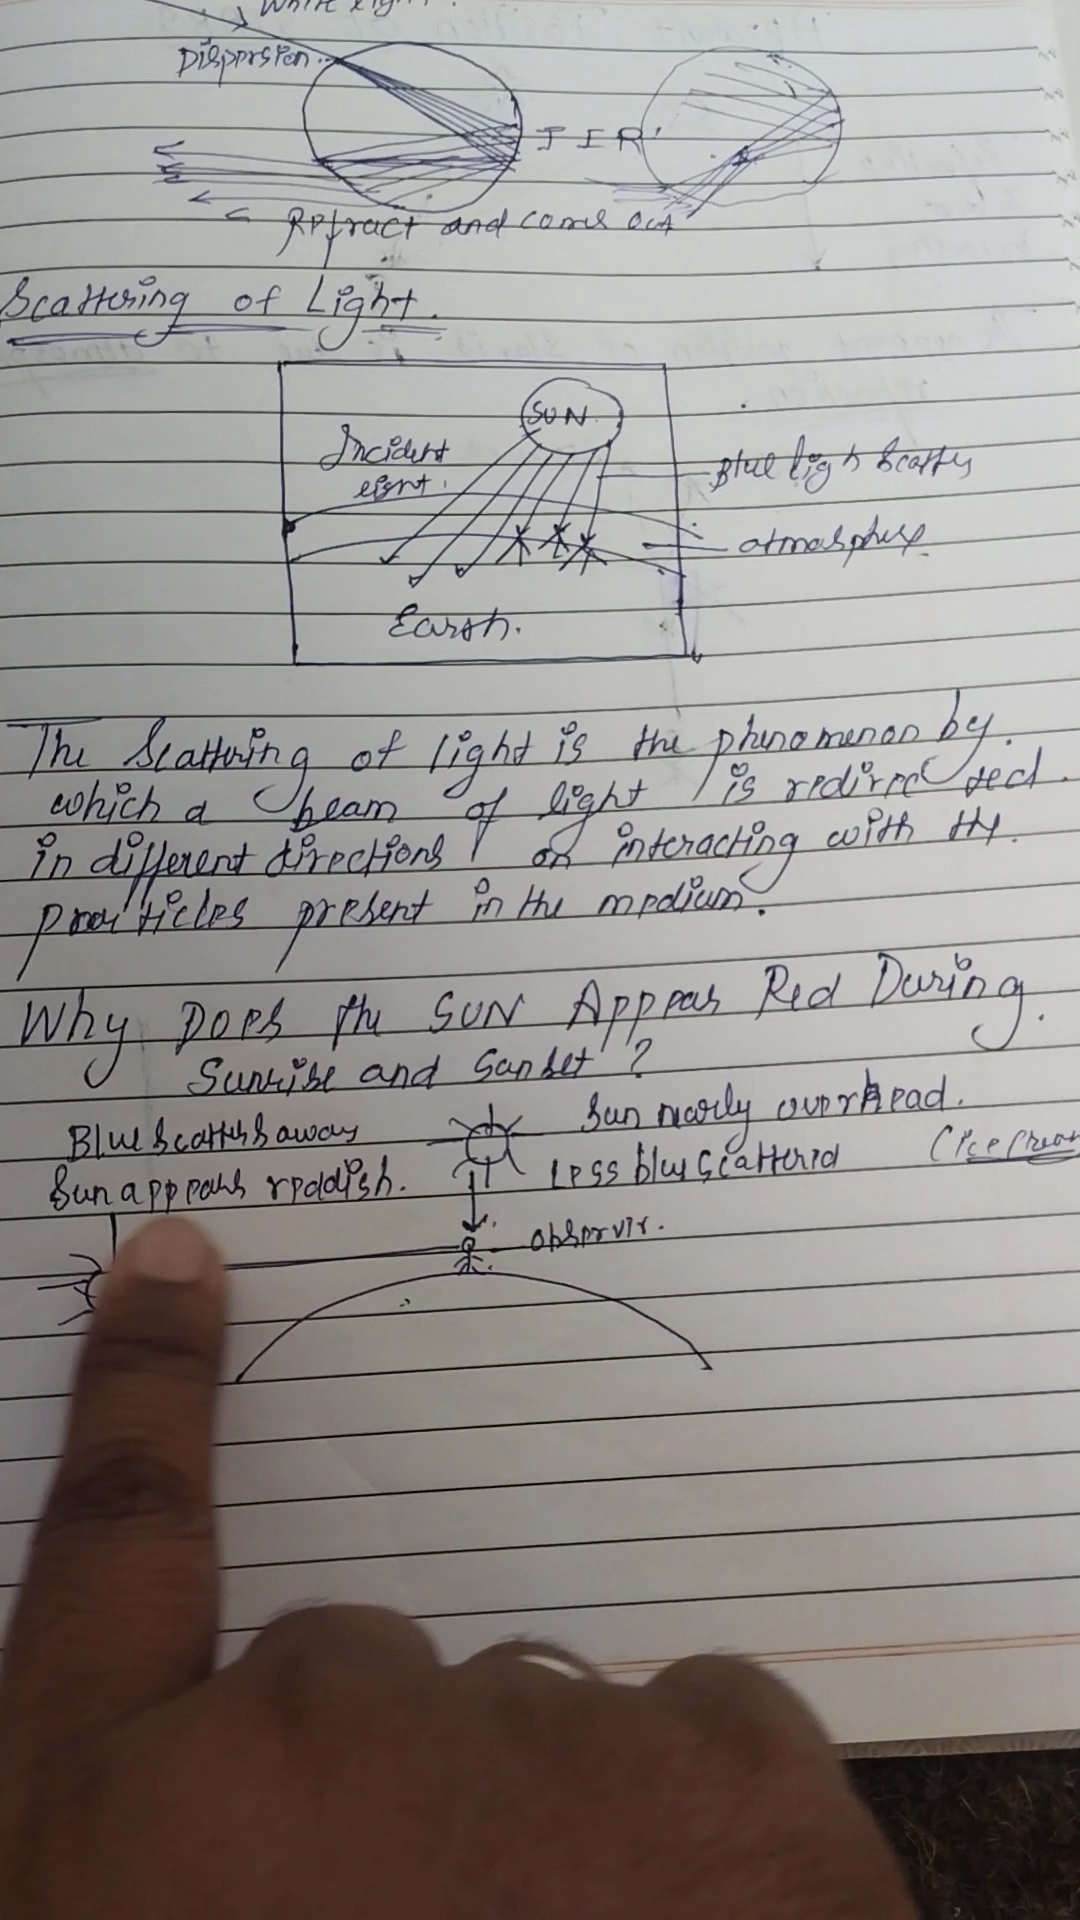 White light
Dispersion
T I R
Refract and comes out
Scattering of Light.
SUN
Incident
light.
Blue light Scatters
atmosphere
Earth.
The Scattering of light is the phenomenon by.
which a beam of light is redirected.
in different directions on interacting with the.
particles present in the medium.
Why Does the SUN Appear Red During.
Sunrise and Sunset ?
Blue Scatters away
Sun appears reddish.
Sun nearly overhead.
Less blue scattered
observer.